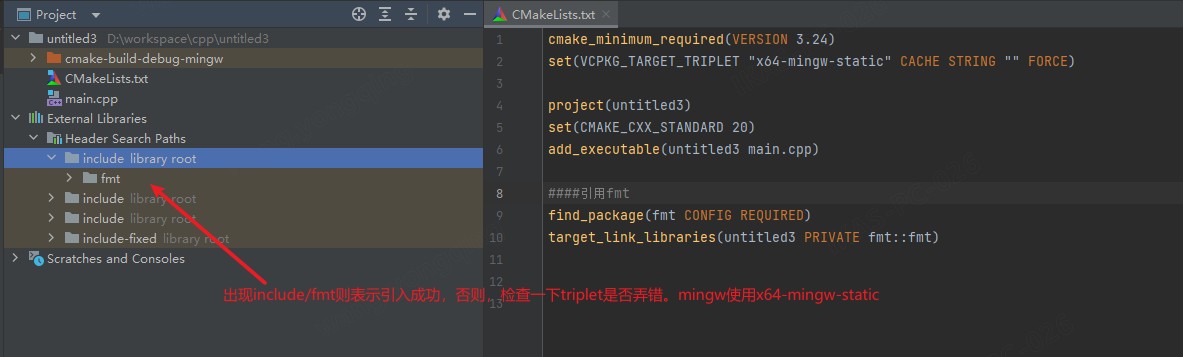 Project
CMakeLists.txt
untitled3 D:\workspace\cpp\untitled3
cmake-build-debug-mingw
CMakeLists.txt
main.cpp
External Libraries
Header Search Paths
include library root
fmt
include library root
include library root
include-fixed library root
Scratches and Consoles
1 cmake_minimum_required(VERSION 3.24)
2 set(VCPKG_TARGET_TRIPLET "x64-mingw-static" CACHE STRING "" FORCE)
3
4 project(untitled3)
5 set(CMAKE_CXX_STANDARD 20)
6 add_executable(untitled3 main.cpp)
7
8 ####引用fmt
9 find_package(fmt CONFIG REQUIRED)
10 target_link_libraries(untitled3 PRIVATE fmt::fmt)
11
12
13
出现include/fmt则表示引入成功，否则，检查一下triplet是否弄错。mingw使用x64-mingw-static